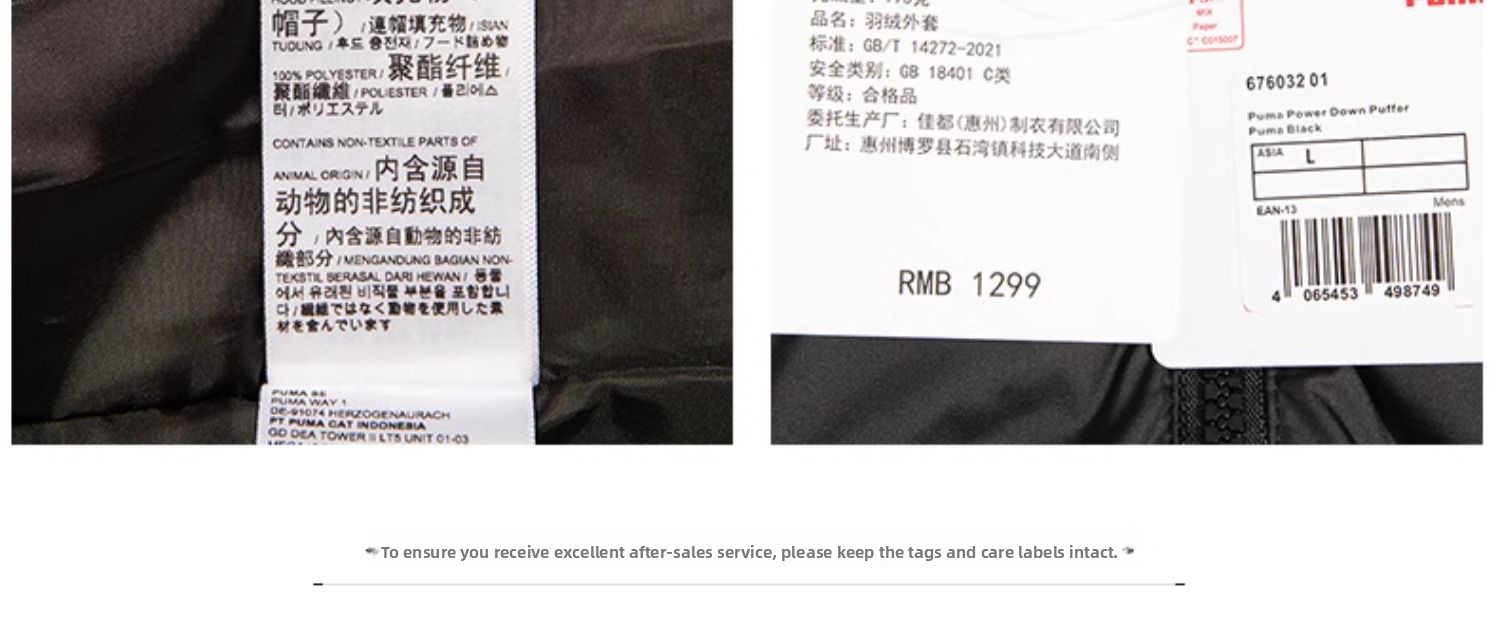 帽子） / 連帽填充物 / ISIAN
TUDUNG / 후드 충전재 / フード詰め物
100% POLYESTER / 聚酯纤维 /
聚酯纖維 / POLIESTER / 폴리에스
터 / ポリエステル
CONTAINS NON-TEXTILE PARTS OF
ANIMAL ORIGIN / 内含源自
动物的非纺织成
分 / 內含源自動物的非紡
織部分 / MENGANDUNG BAGIAN NON-
TEKSTIL BERASAL DARI HEWAN / 동물
에서 유래된 비직물 부분을 포함합니
다 / 繊維ではなく動物を使用した素
材を含んでいます
PUMA SE
PUMA WAY 1
DE-91074 HERZOGENAURACH
PT PUMA CAT INDONESIA
GD DEA TOWER II LT5 UNIT 01-03
品名: 羽绒外套
标准: GB/T 14272-2021
安全类别: GB 18401 C类
等级: 合格品
委托生产厂: 佳都(惠州)制衣有限公司
厂址: 惠州博罗县石湾镇科技大道南侧
RMB 1299
MIX
Paper
C015007
676032 01
Puma Power Down Puffer
Puma Black
ASIA L
EAN-13 Mens
4 065453 498749
To ensure you receive excellent after-sales service, please keep the tags and care labels intact.